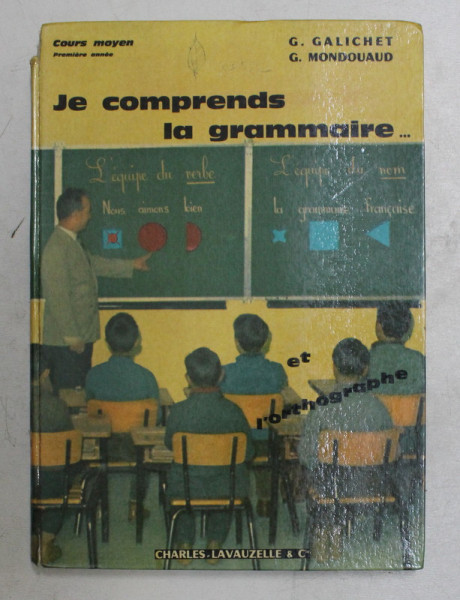 Cours moyen
Première année
G. GALICHET
G. MONDOUAUD
Je comprends
la grammaire...
L'équipe du verbe
Nous aimons bien
L'équipe du nom
la grammaire française
et
l'orthographe
CHARLES-LAVAUZELLE & Cie